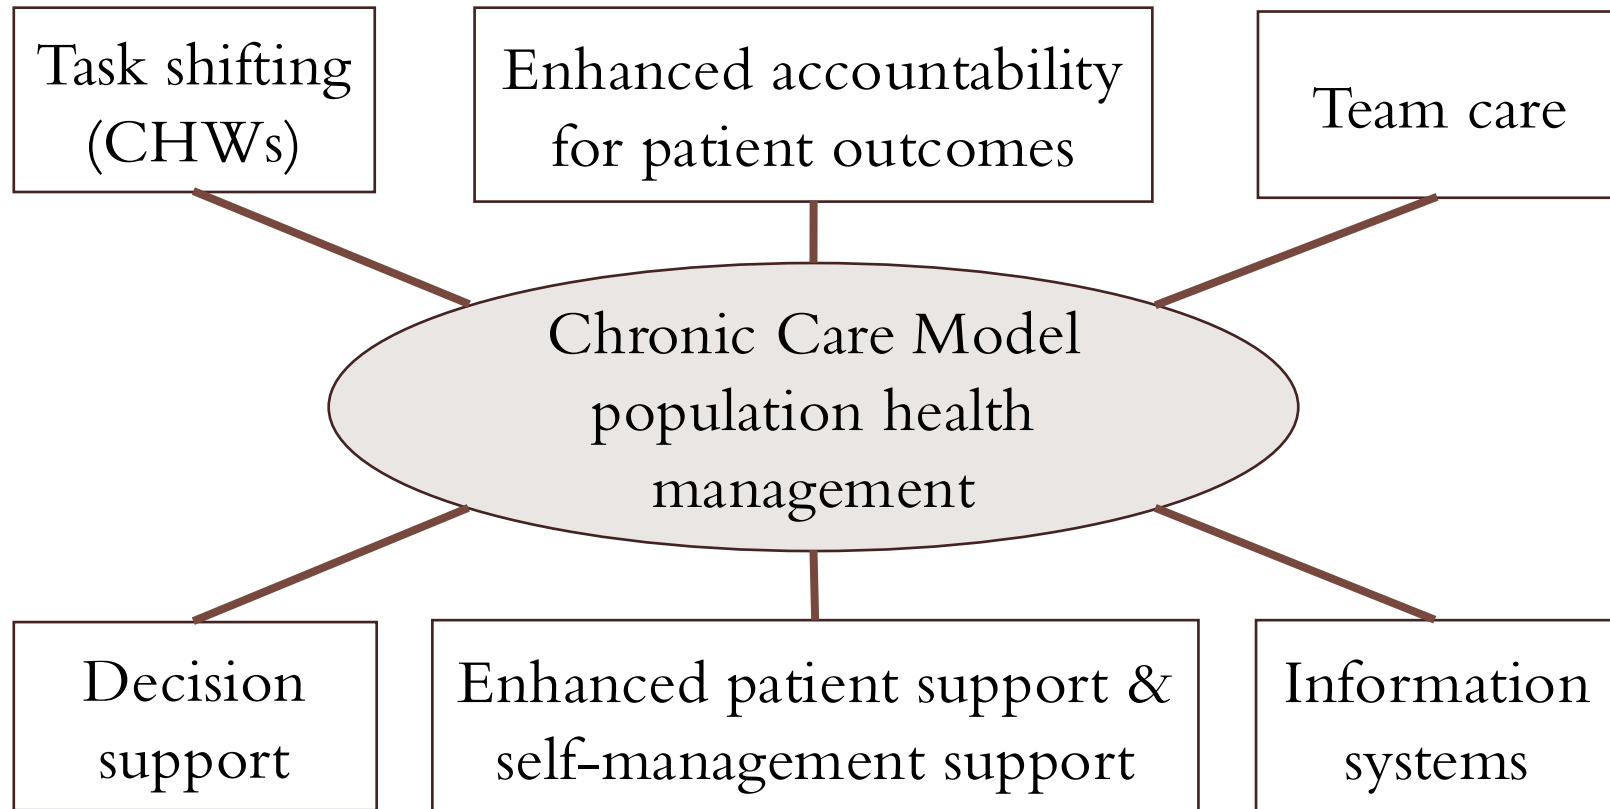 Task shifting
(CHWs)
Enhanced accountability
for patient outcomes
Team care
Chronic Care Model
population health
management
Decision
support
Enhanced patient support &
self-management support
Information
systems